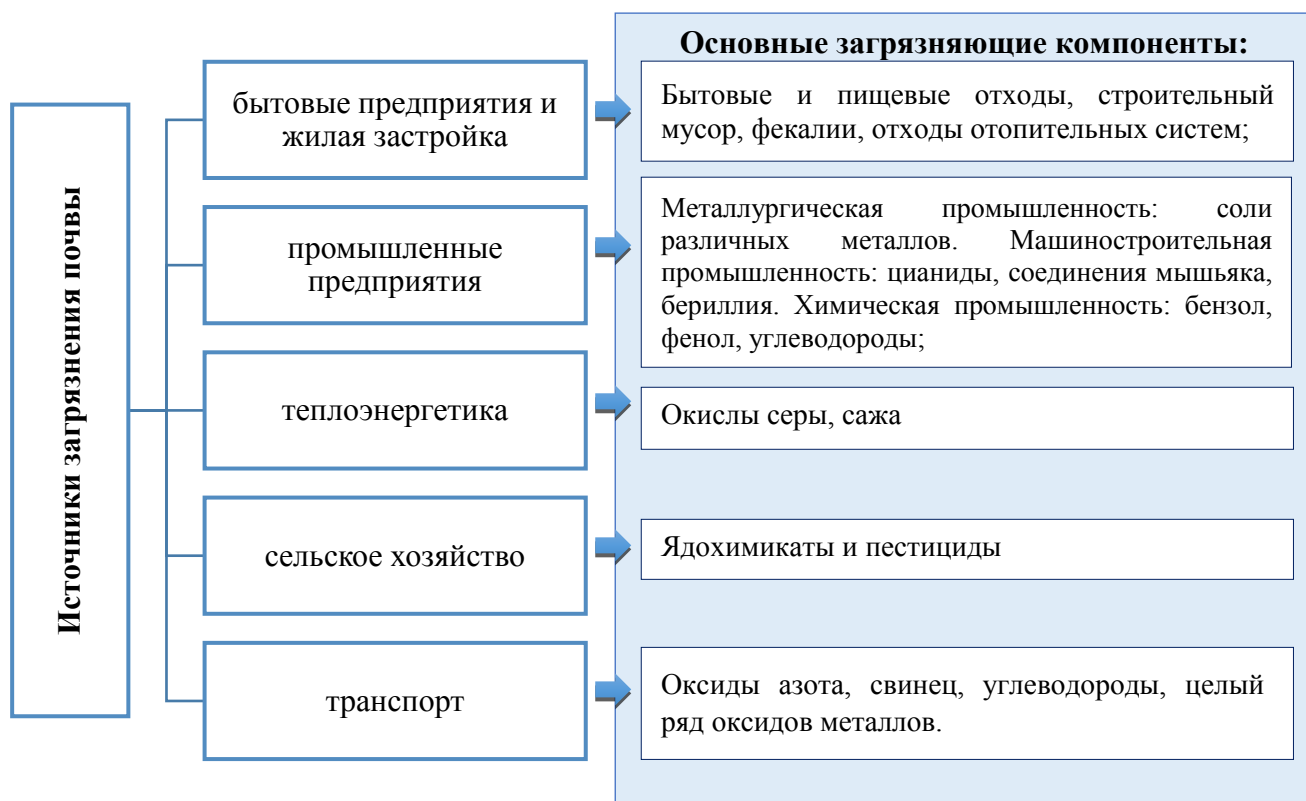 Источники загрязнения почвы
Основные загрязняющие компоненты:
бытовые предприятия и
жилая застройка
Бытовые и пищевые отходы, строительный
мусор, фекалии, отходы отопительных систем;
промышленные
предприятия
Металлургическая промышленность: соли
различных металлов. Машиностроительная
промышленность: цианиды, соединения мышьяка,
бериллия. Химическая промышленность: бензол,
фенол, углеводороды;
теплоэнергетика
Окислы серы, сажа
сельское хозяйство
Ядохимикаты и пестициды
транспорт
Оксиды азота, свинец, углеводороды, целый
ряд оксидов металлов.